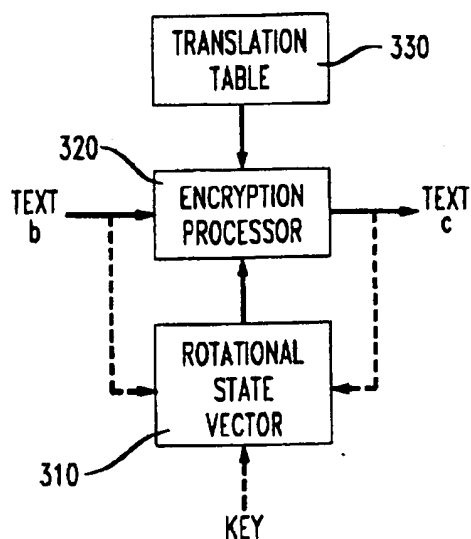 TRANSLATION
TABLE
330
320
TEXT
b
ENCRYPTION
PROCESSOR
TEXT
c
ROTATIONAL
STATE
VECTOR
310
KEY